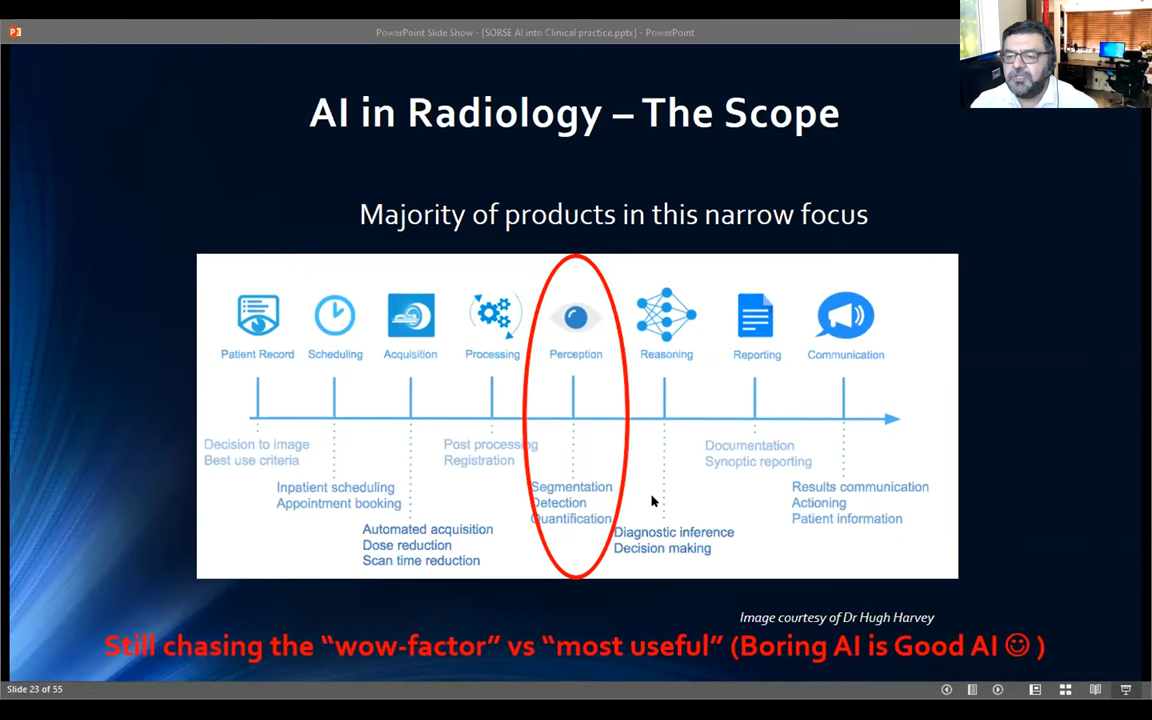 PowerPoint Slide Show - [SORSE AI into Clinical practice.pptx] - PowerPoint
AI in Radiology – The Scope
Majority of products in this narrow focus
Patient Record
Scheduling
Acquisition
Processing
Perception
Reasoning
Reporting
Communication
Decision to image
Best use criteria
Inpatient scheduling
Appointment booking
Automated acquisition
Dose reduction
Scan time reduction
Post processing
Registration
Segmentation
Detection
Quantification
Diagnostic inference
Decision making
Documentation
Synoptic reporting
Results communication
Actioning
Patient information
Image courtesy of Dr Hugh Harvey
Still chasing the “wow-factor” vs “most useful” (Boring AI is Good AI ☺ )
Slide 23 of 55